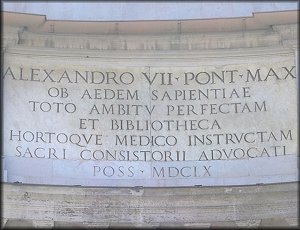 ALEXANDRO VII·PONT·MAX
OB AEDEM SAPIENTIAE
TOTO AMBITV PERFECTAM
ET BIBLIOTHECA
HORTOQVE MEDICO INSTRVCTAM
SACRI CONSISTORII ADVOCATI
POSS·MDCLX